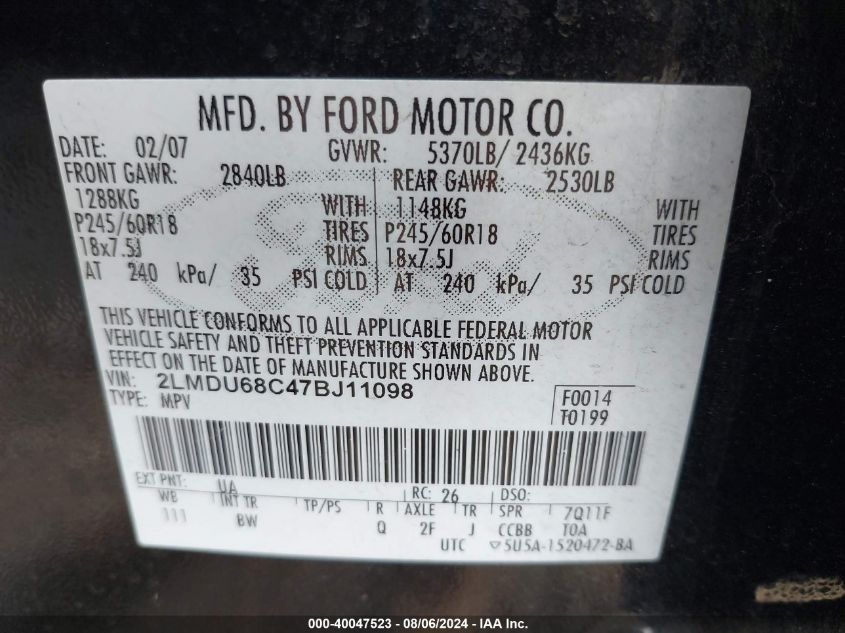 MFD. BY FORD MOTOR CO.
DATE: 02/07 GVWR: 5370LB/ 2436KG
FRONT GAWR: 2840LB REAR GAWR: 2530LB
1288KG WITH 1148KG WITH
P245/60R18 TIRES P245/60R18 TIRES
18x7.5J RIMS 18x7.5J RIMS
AT 240 kPa/ 35 PSI COLD AT 240 kPa/ 35 PSI COLD
THIS VEHICLE CONFORMS TO ALL APPLICABLE FEDERAL MOTOR
VEHICLE SAFETY AND THEFT PREVENTION STANDARDS IN
EFFECT ON THE DATE OF MANUFACTURE SHOWN ABOVE.
VIN: 2LMDU68C47BJ11098 F0014
TYPE: MPV T0199
EXT PNT: UA RC: 26 DSO:
WB INT TR TP/PS R AXLE TR SPR 7Q11F
111 BW Q 2F J CCBB TOA
UTC ▽5U5A-1520472-BA
000-40047523 - 08/06/2024 - IAA Inc.